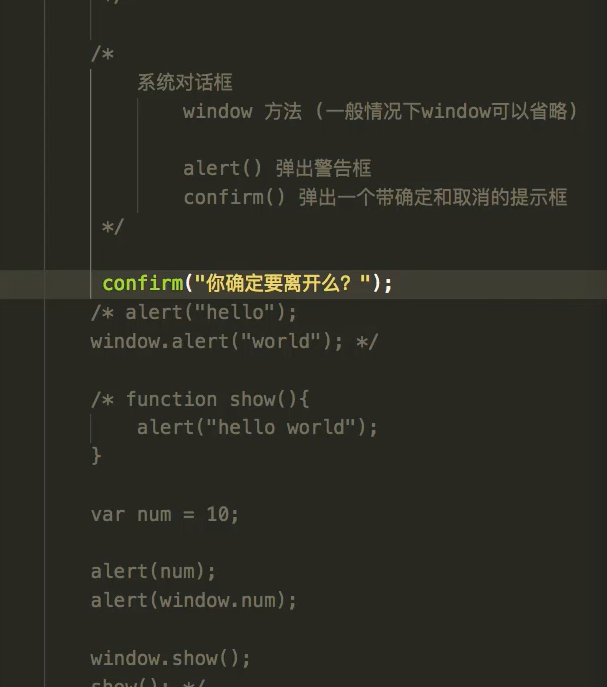 */
/*
系统对话框
window 方法 (一般情况下window可以省略)
alert() 弹出警告框
confirm() 弹出一个带确定和取消的提示框
*/
confirm("你确定要离开么？");
/* alert("hello");
window.alert("world"); */
/* function show(){
alert("hello world");
}
var num = 10;
alert(num);
alert(window.num);
window.show();
show(); */